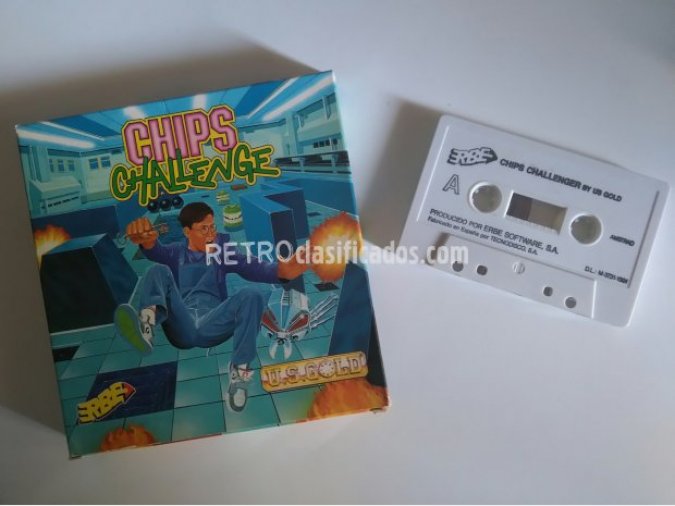 CHIPS
CHALLENGE
RETROclasificados.com
U.S. GOLD
ERBE
ERBE
CHIPS CHALLENGER BY US GOLD
A
PRODUCIDO POR ERBE SOFTWARE, S.A.
Fabricado en España por TECNODISCO, S.A.
AMSTRAD
D.L.: